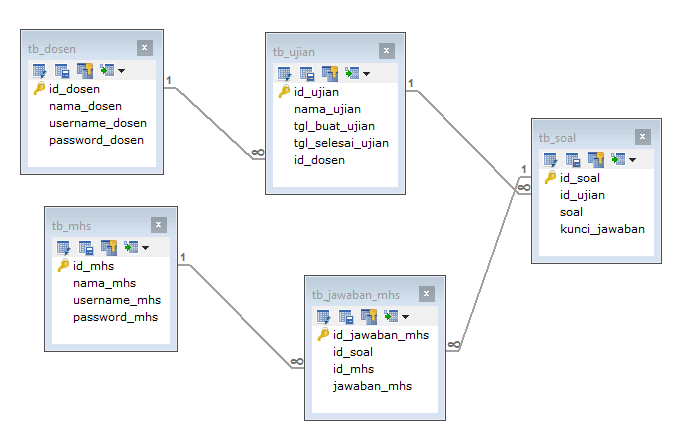 tb_dosen
id_dosen
nama_dosen
username_dosen
password_dosen
1
∞
tb_ujian
id_ujian
nama_ujian
tgl_buat_ujian
tgl_selesai_ujian
id_dosen
1
∞
tb_soal
id_soal
id_ujian
soal
kunci_jawaban
1
∞
tb_mhs
id_mhs
nama_mhs
username_mhs
password_mhs
1
∞
tb_jawaban_mhs
id_jawaban_mhs
id_soal
id_mhs
jawaban_mhs